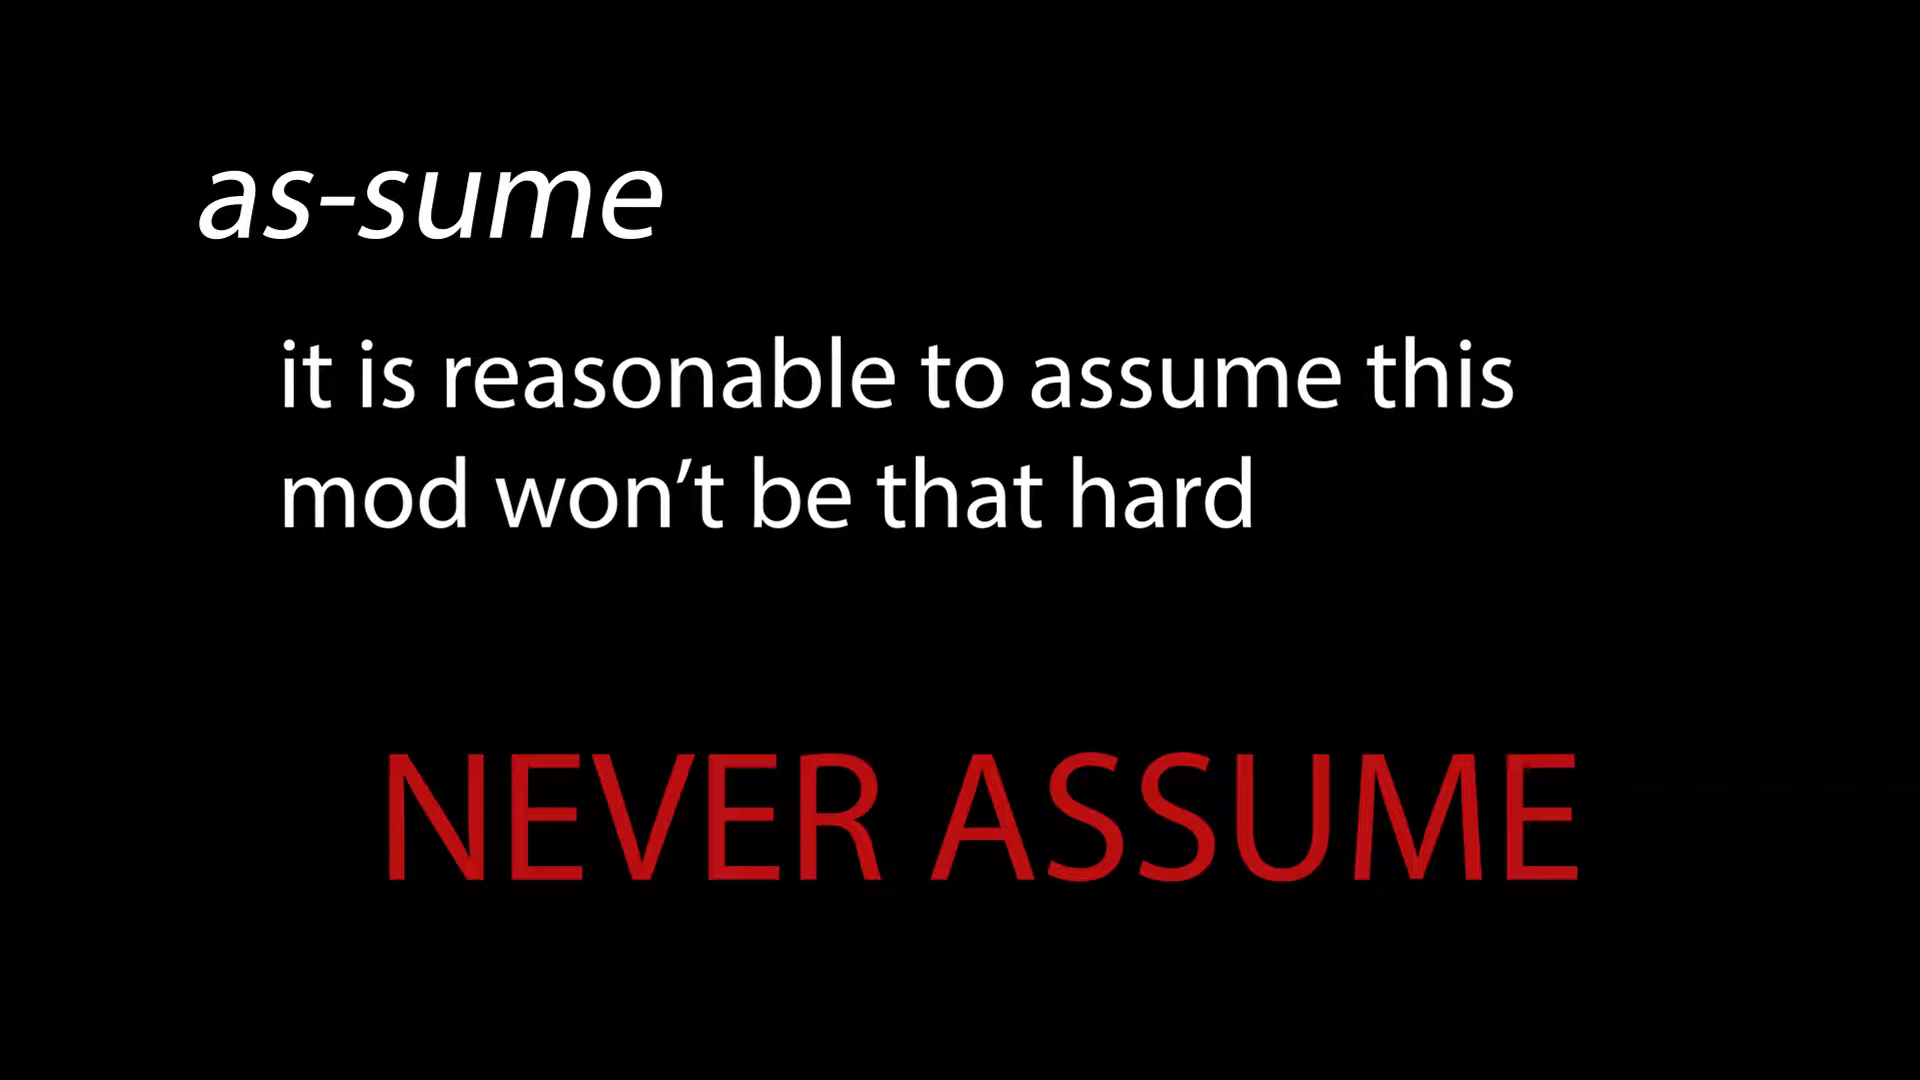 as-sume
it is reasonable to assume this
mod won’t be that hard
NEVER ASSUME